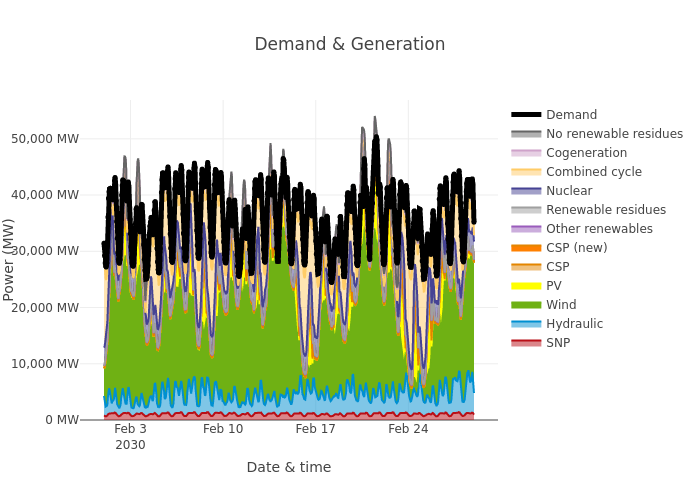 Demand & Generation
Power (MW)
50,000 MW
40,000 MW
30,000 MW
20,000 MW
10,000 MW
0 MW
Feb 3
2030
Feb 10
Feb 17
Feb 24
Date & time
Demand
No renewable residues
Cogeneration
Combined cycle
Nuclear
Renewable residues
Other renewables
CSP (new)
CSP
PV
Wind
Hydraulic
SNP